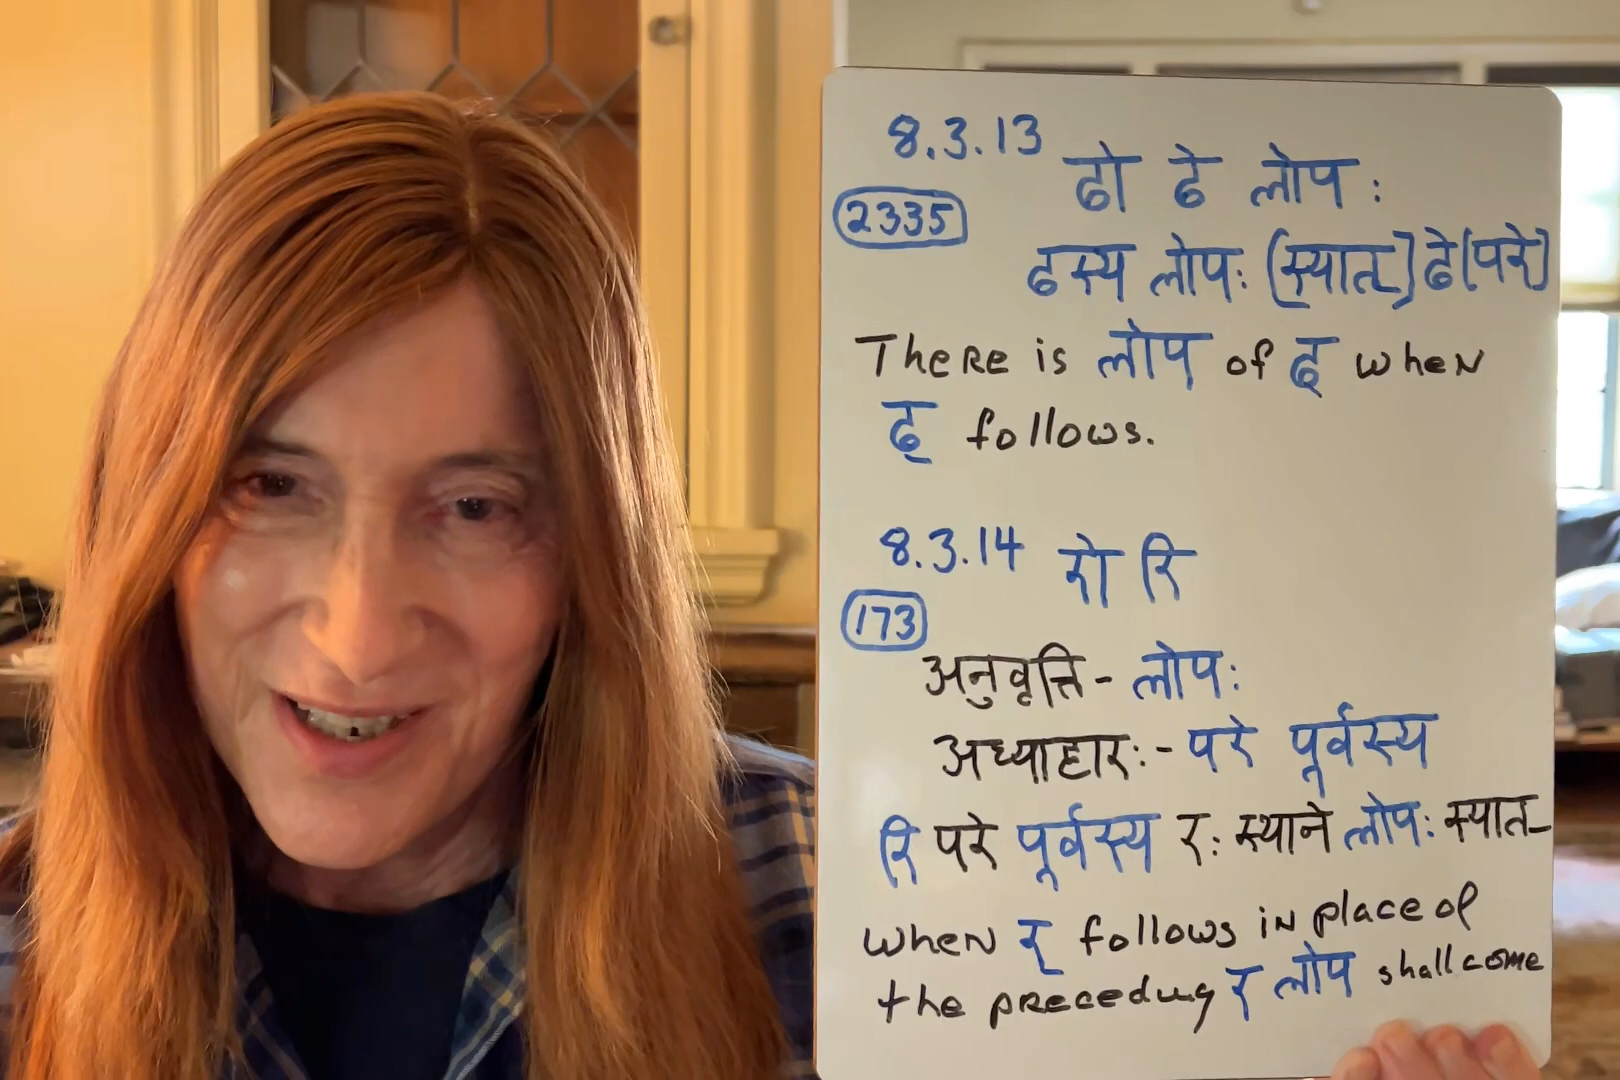 8.3.13 ढो ढे लोपः
2335
ढस्य लोपः [स्यात्] ढे [परे]
There is लोप of ढ् when
ढ् follows.
8.3.14 रो रि
173
अनुवृत्ति - लोपः
अध्याहारः - परे पूर्वस्य
रि परे पूर्वस्य रः स्थाने लोपः स्यात्
when र् follows in place of
the preceding र् लोप shall come